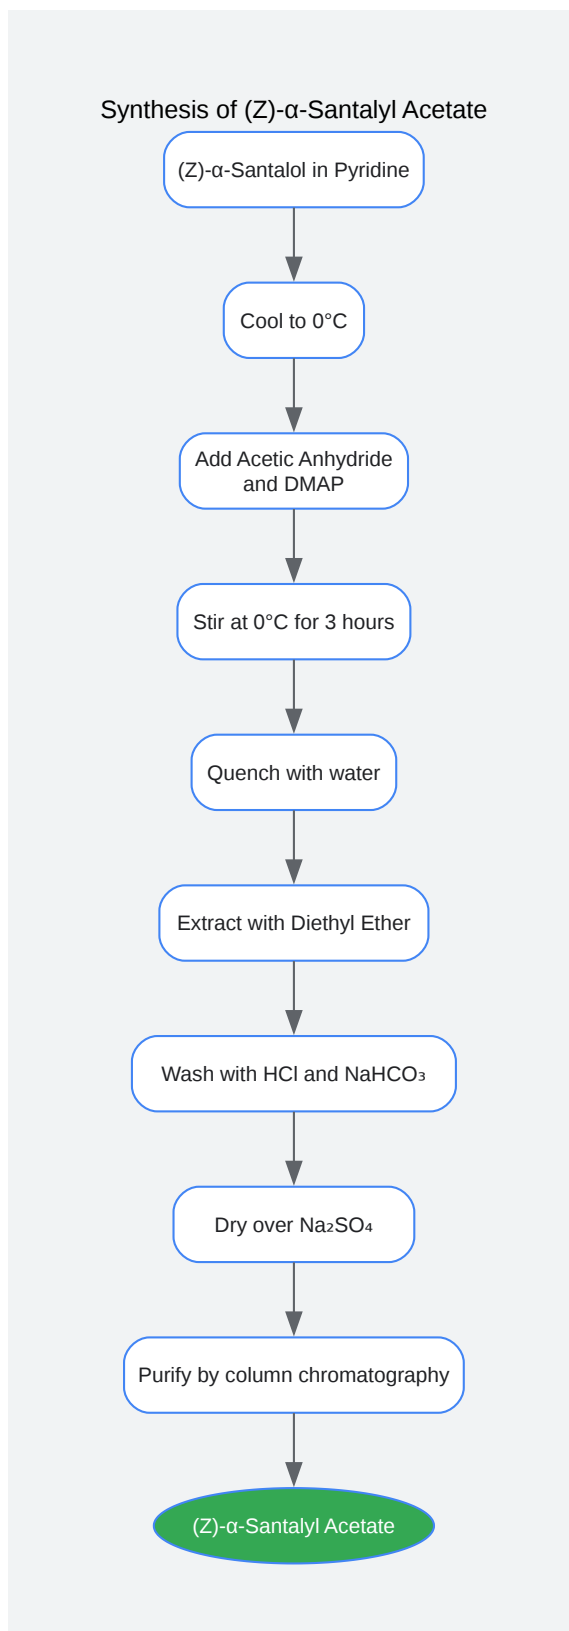 Synthesis of (Z)-α-Santalyl Acetate
(Z)-α-Santalol in Pyridine
Cool to 0°C
Add Acetic Anhydride
and DMAP
Stir at 0°C for 3 hours
Quench with water
Extract with Diethyl Ether
Wash with HCl and NaHCO₃
Dry over Na₂SO₄
Purify by column chromatography
(Z)-α-Santalyl Acetate